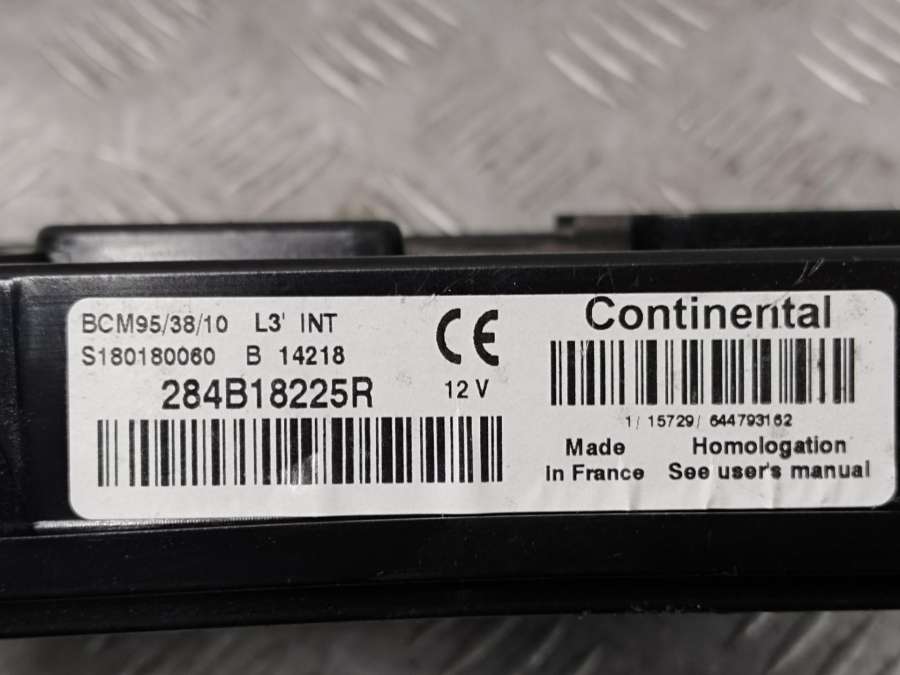 BCM95/38/10 L3' INT
S180180060 B 14218
284B18225R
CE
12 V
Continental
1/ 15729/ 644793162
Made
in France
Homologation
See user's manual